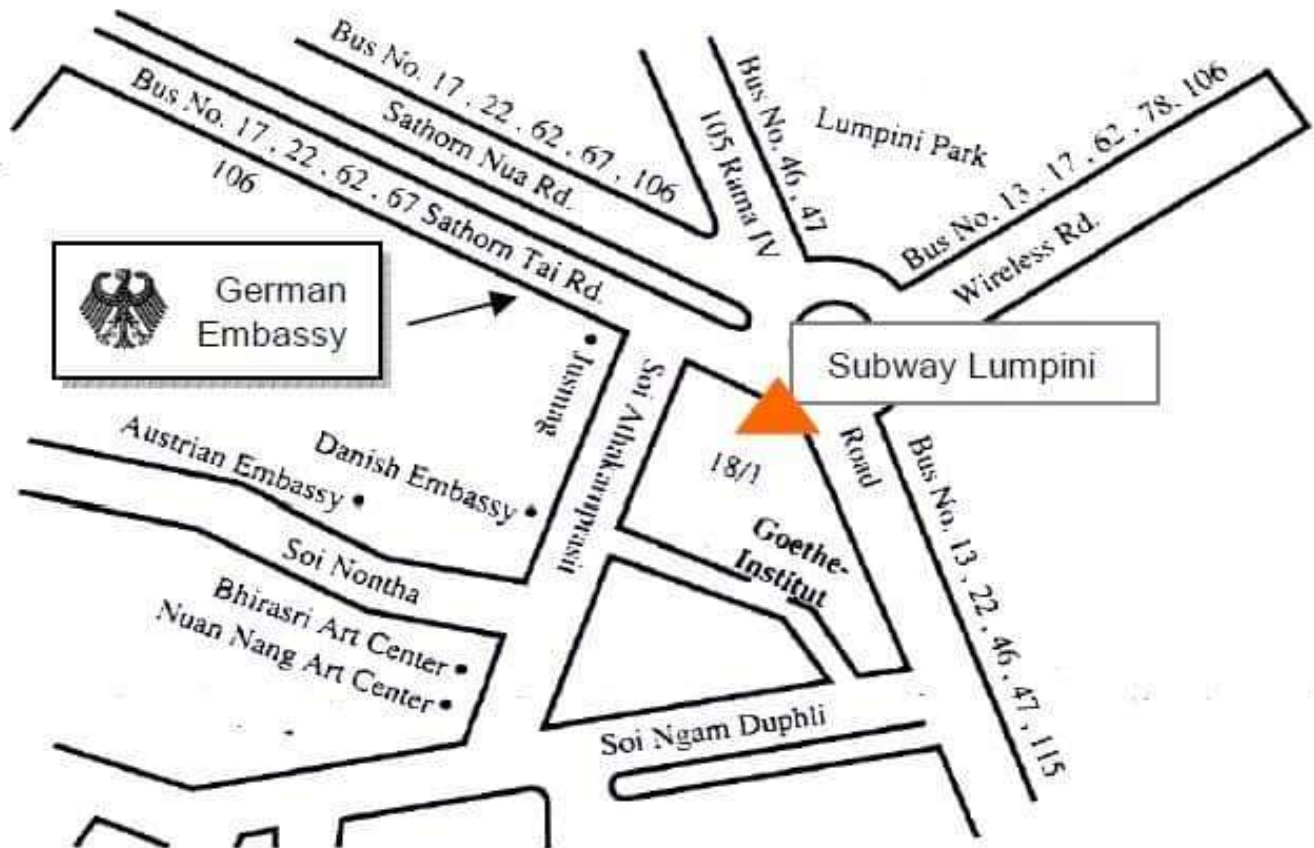 Bus No. 17 . 22 . 62 . 67 . 106
Sathorn Nua Rd.
Bus No. 17 , 22 . 62 . 67 Sathorn Tai Rd.
106
105 Rama IV
Bus No. 46 , 47
Lumpini Park
Bus No. 13 . 17 , 62 , 78. 106
Wireless Rd.
German
Embassy
Subway Lumpini
Jusmag
Soi Athakarnprasit
18/1
Road
Austrian Embassy
Danish Embassy
Goethe-
Institut
Bus No. 13 , 22 . 46 , 47 , 115
Soi Nontha
Bhirasri Art Center
Nuan Nang Art Center
Soi Ngam Duphli